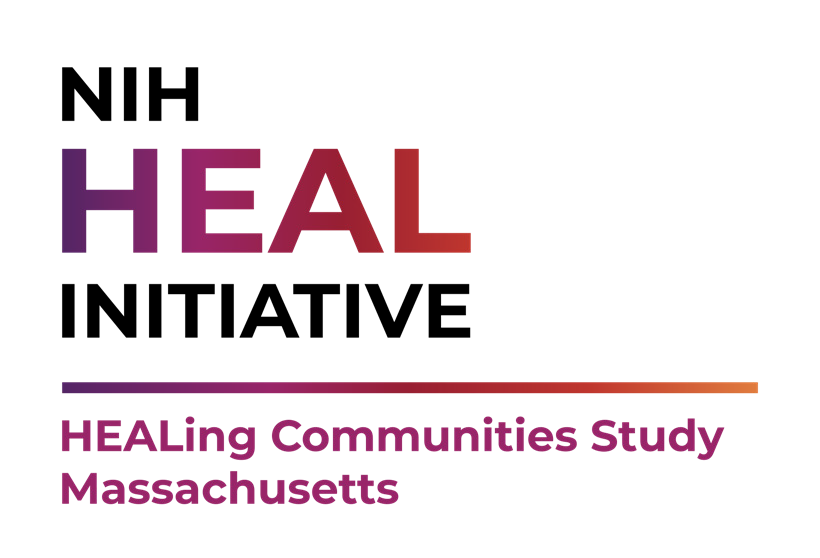 NIH
HEAL
INITIATIVE
HEALing Communities Study
Massachusetts